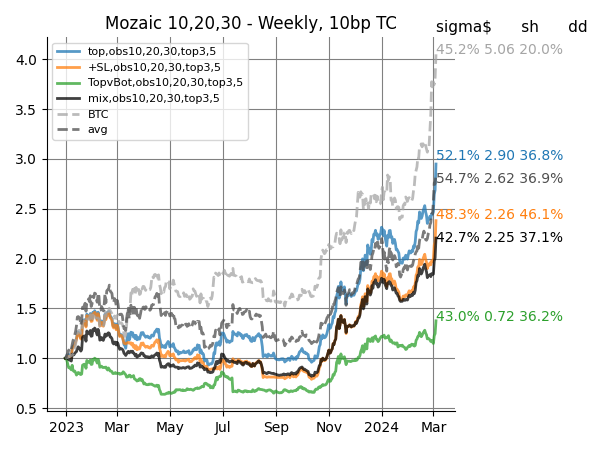 Mozaic 10,20,30 - Weekly, 10bp TC
sigma$ sh dd
top,obs10,20,30,top3,5
+SL,obs10,20,30,top3,5
TopvBot,obs10,20,30,top3,5
mix,obs10,20,30,top3,5
BTC
avg
45.2% 5.06 20.0%
52.1% 2.90 36.8%
54.7% 2.62 36.9%
48.3% 2.26 46.1%
42.7% 2.25 37.1%
43.0% 0.72 36.2%
4.0
3.5
3.0
2.5
2.0
1.5
1.0
0.5
2023 Mar May Jul Sep Nov 2024 Mar